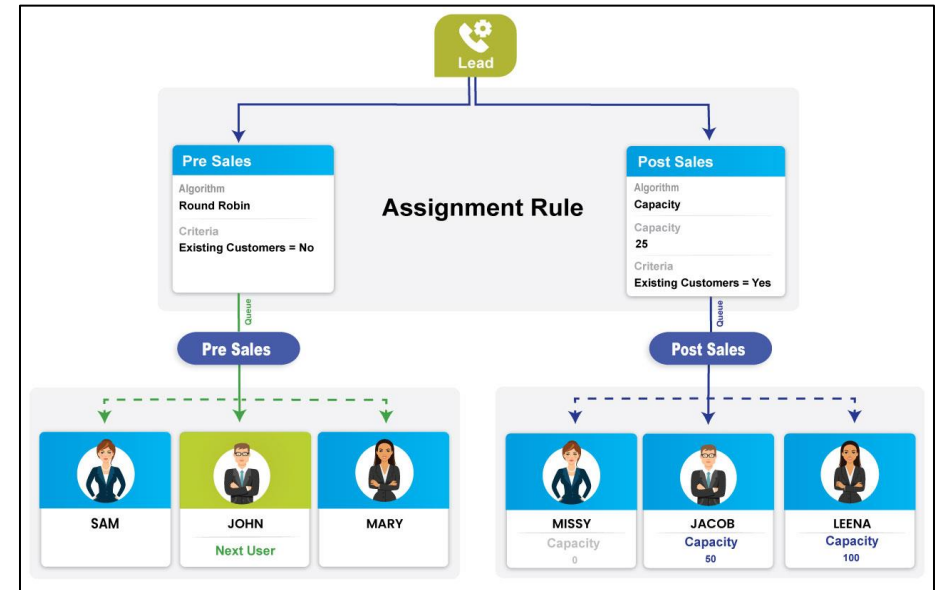 Lead
Pre Sales
Algorithm
Round Robin
Criteria
Existing Customers = No
Assignment Rule
Post Sales
Algorithm
Capacity
Capacity
25
Criteria
Existing Customers = Yes
Queue
Queue
Pre Sales
Post Sales
SAM
JOHN
Next User
MARY
MISSY
Capacity
0
JACOB
Capacity
50
LEENA
Capacity
100